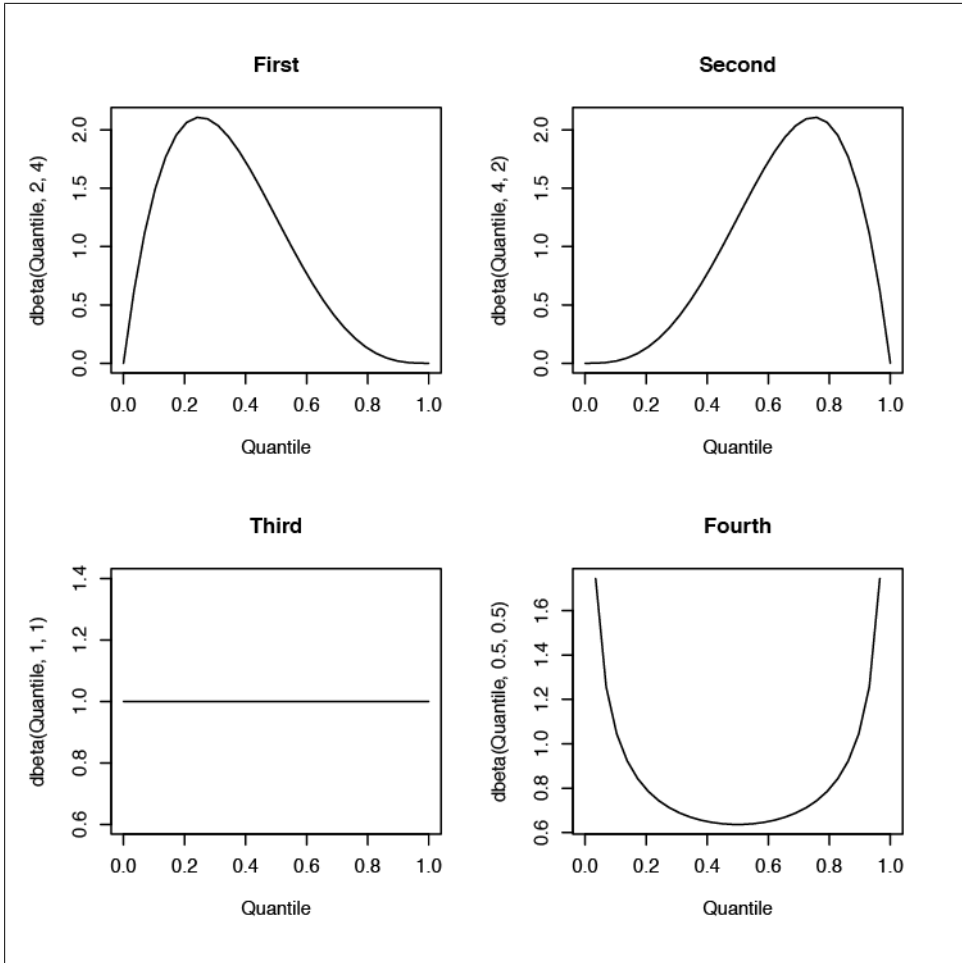 First
dbeta(Quantile, 2, 4)
2.0
1.5
1.0
0.5
0.0
0.0 0.2 0.4 0.6 0.8 1.0
Quantile
Second
dbeta(Quantile, 4, 2)
2.0
1.5
1.0
0.5
0.0
0.0 0.2 0.4 0.6 0.8 1.0
Quantile
Third
dbeta(Quantile, 1, 1)
1.4
1.2
1.0
0.8
0.6
0.0 0.2 0.4 0.6 0.8 1.0
Quantile
Fourth
dbeta(Quantile, 0.5, 0.5)
1.6
1.4
1.2
1.0
0.8
0.6
0.0 0.2 0.4 0.6 0.8 1.0
Quantile